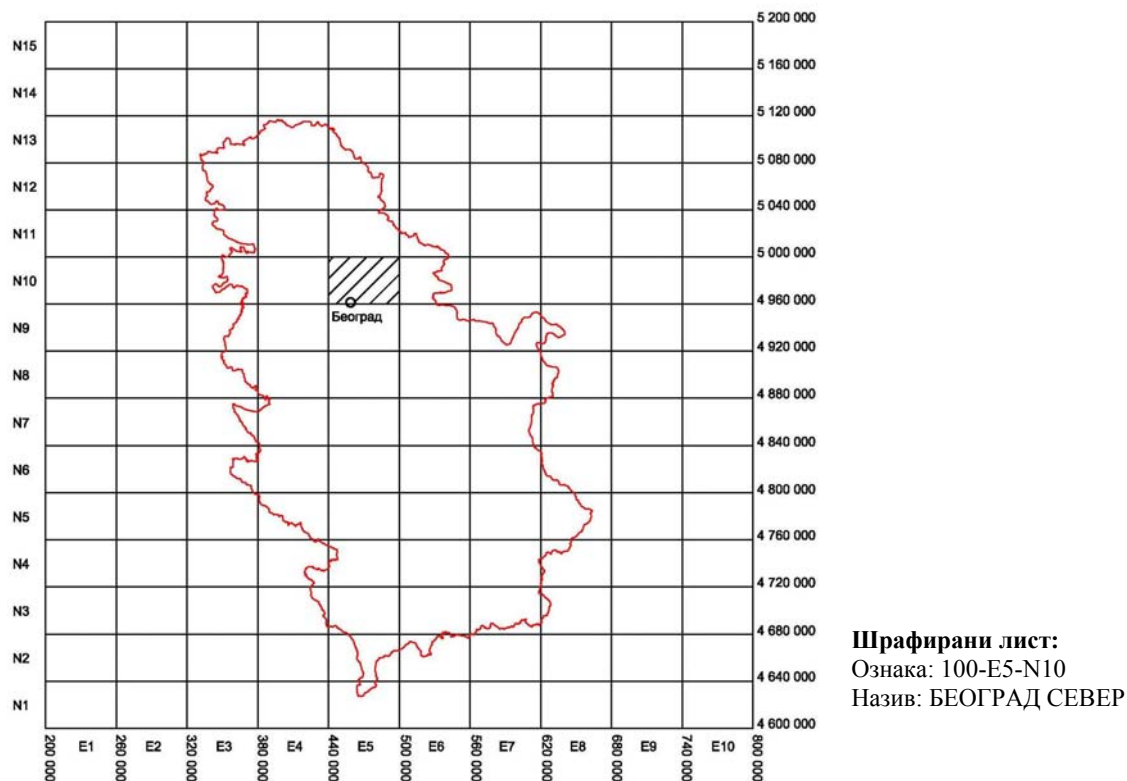 5 200 000
N15
5 160 000
N14
5 120 000
N13
5 080 000
N12
5 040 000
N11
5 000 000
N10
4 960 000
Београд
N9
4 920 000
N8
4 880 000
N7
4 840 000
N6
4 800 000
N5
4 760 000
N4
4 720 000
N3
4 680 000
N2
4 640 000
N1
4 600 000
200 000 E1 260 000 E2 320 000 E3 380 000 E4 440 000 E5 500 000 E6 560 000 E7 620 000 E8 680 000 E9 740 000 E10 800 000
Шрафирани лист:
Ознака: 100-E5-N10
Назив: БЕОГРАД СЕВЕР